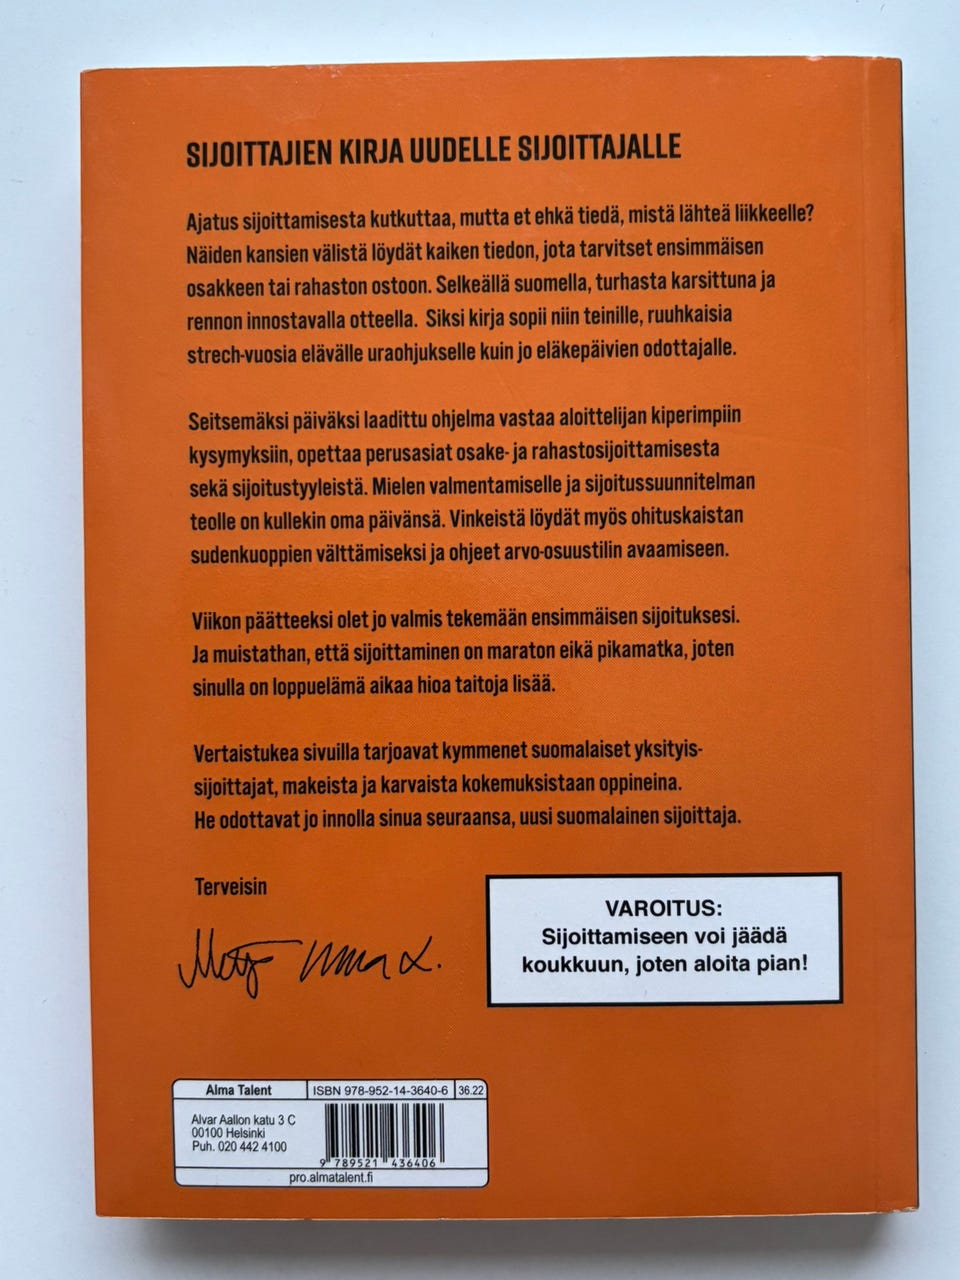 SIJOITTAJIEN KIRJA UUDELLE SIJOITTAJALLE
Ajatus sijoittamisesta kutkuttaa, mutta et ehkä tiedä, mistä lähteä liikkeelle?
Näiden kansien välistä löydät kaiken tiedon, jota tarvitset ensimmäisen
osakkeen tai rahaston ostoon. Selkeällä suomella, turhasta karsittuna ja
rennon innostavalla otteella. Siksi kirja sopii niin teinille, ruuhkaisia
strech-vuosia elävälle uraohjukselle kuin jo eläkepäivien odottajalle.
Seitsemäksi päiväksi laadittu ohjelma vastaa aloittelijan kiperimpiin
kysymyksiin, opettaa perusasiat osake- ja rahastosijoittamisesta
sekä sijoitustyyleistä. Mielen valmentamiselle ja sijoitussuunnitelman
teolle on kullekin oma päivänsä. Vinkeistä löydät myös ohituskaistan
sudenkuoppien välttämiseksi ja ohjeet arvo-osuustilin avaamiseen.
Viikon päätteeksi olet jo valmis tekemään ensimmäisen sijoituksesi.
Ja muistathan, että sijoittaminen on maraton eikä pikamatka, joten
sinulla on loppuelämä aikaa hioa taitoja lisää.
Vertaistukea sivuilla tarjoavat kymmenet suomalaiset yksityis-
sijoittajat, makeista ja karvaista kokemuksistaan oppineina.
He odottavat jo innolla sinua seuraansa, uusi suomalainen sijoittaja.
Terveisin
VAROITUS:
Sijoittamiseen voi jäädä
koukkuun, joten aloita pian!
Alma Talent ISBN 978-952-14-3640-6 36.22
Alvar Aallon katu 3 C
00100 Helsinki
Puh. 020 442 4100
9 789521 436406
pro.almatalent.fi